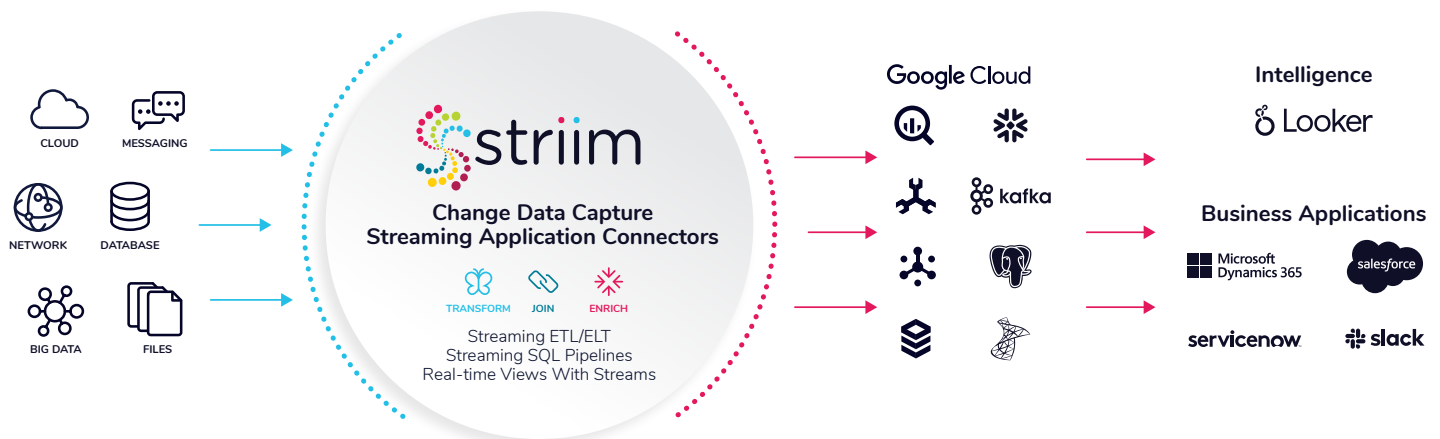 CLOUD
MESSAGING
NETWORK
DATABASE
BIG DATA
FILES
striim
Change Data Capture
Streaming Application Connectors
TRANSFORM
JOIN
ENRICH
Streaming ETL/ELT
Streaming SQL Pipelines
Real-time Views With Streams
Google Cloud
kafka
Intelligence
Looker
Business Applications
Microsoft
Dynamics 365
salesforce
servicenow
slack